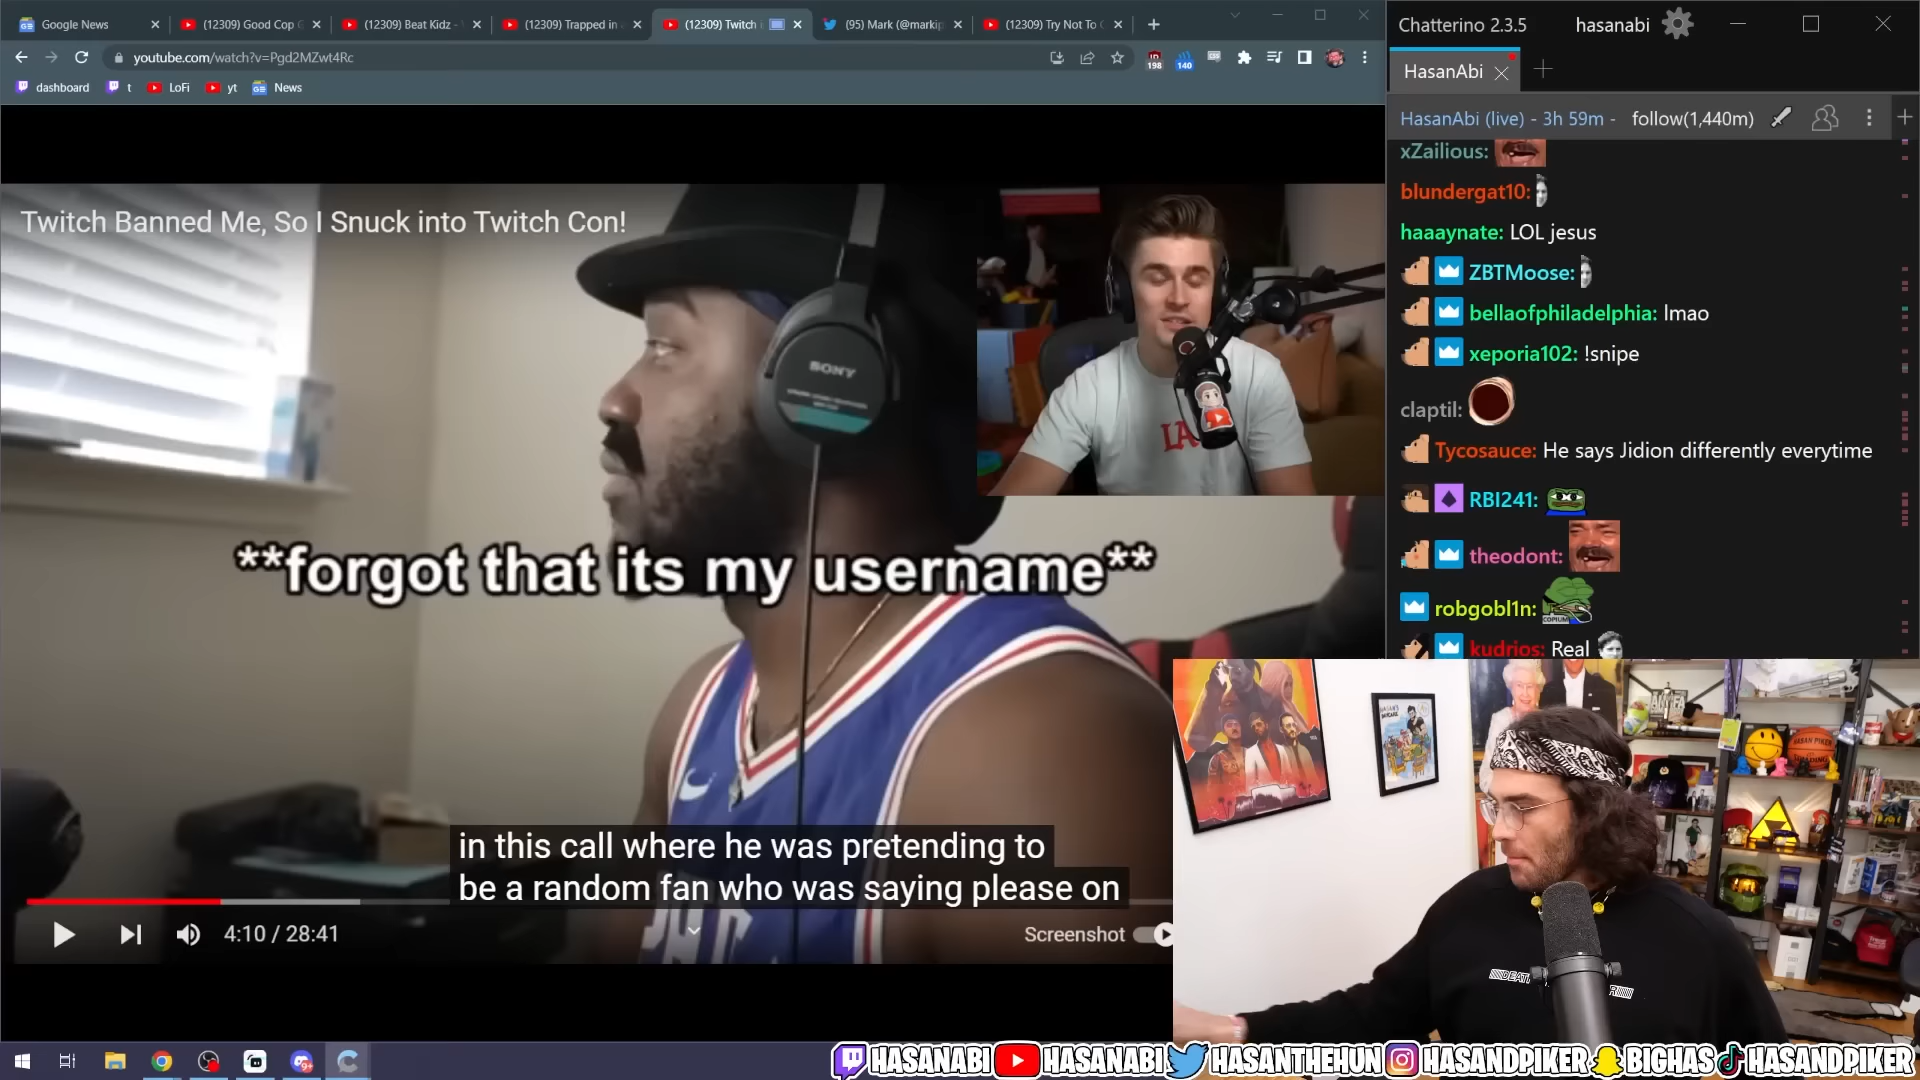 Google News
(12309) Good Cop
(12309) Beat Kidz -
(12309) Trapped in
(12309) Twitch
(95) Mark (@markip
(12309) Try Not To
youtube.com/watch?v=Pgd2MZwt4Rc
198
140
dashboard
t
LoFi
yt
News
Twitch Banned Me, So I Snuck into Twitch Con!
SONY
**forgot that its my username**
in this call where he was pretending to
be a random fan who was saying please on
4:10 / 28:41
Screenshot
Chatterino 2.3.5
hasanabi
HasanAbi
HasanAbi (live) - 3h 59m -
follow(1,440m)
xZailious:
blundergat10:
haaaynate: LOL jesus
ZBTMoose:
bellaofphiladelphia: lmao
xeporia102: !snipe
claptil:
Tycosauce: He says Jidion differently everytime
RBI241:
theodont:
robgobl1n:
COPIUM
kudrios: Real
HASAN PIKER
HASANABI
HASANABI
HASANTHEHUN
HASANDPIKER
BIGHAS
HASANDPIKER